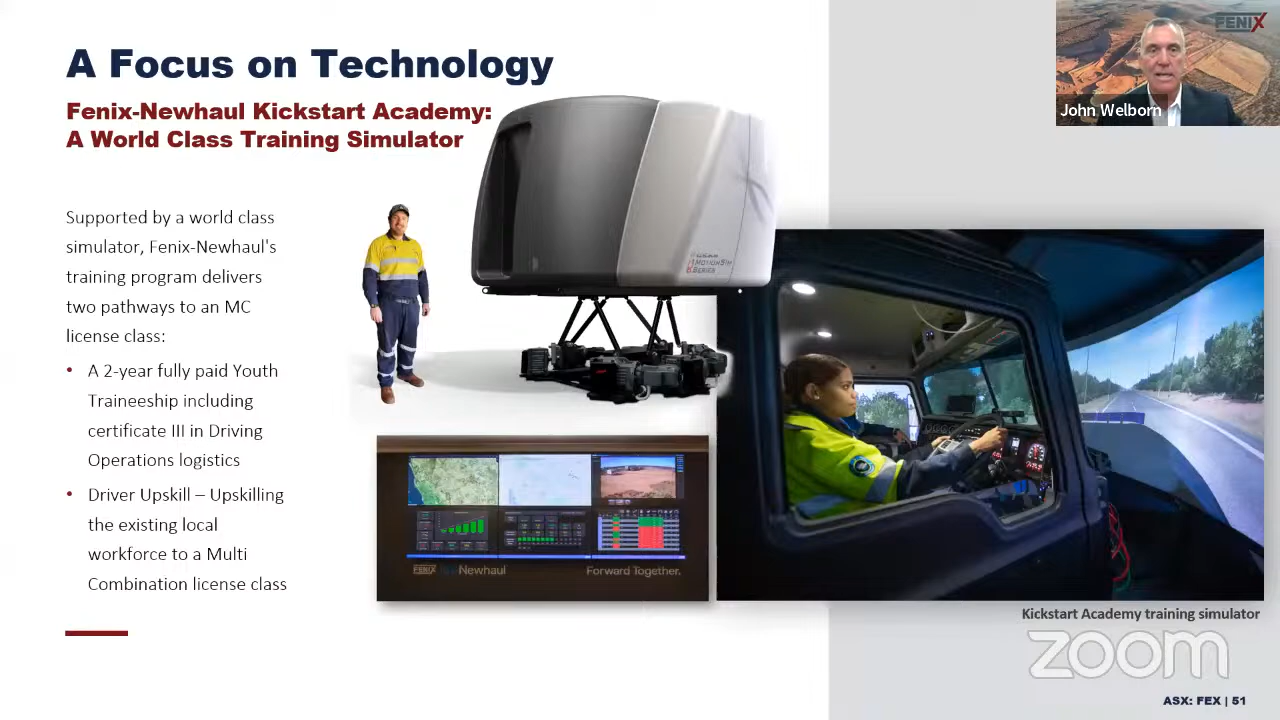 A Focus on Technology
Fenix-Newhaul Kickstart Academy:
A World Class Training Simulator
Supported by a world class
simulator, Fenix-Newhaul's
training program delivers
two pathways to an MC
license class:
• A 2-year fully paid Youth
Traineeship including
certificate III in Driving
Operations logistics
• Driver Upskill – Upskilling
the existing local
workforce to a Multi
Combination license class
FENIX
John Welborn
MOTIONSIM
SERIES
FENIX
Newhaul
Forward Together.
Kickstart Academy training simulator
zoom
ASX: FEX | 51